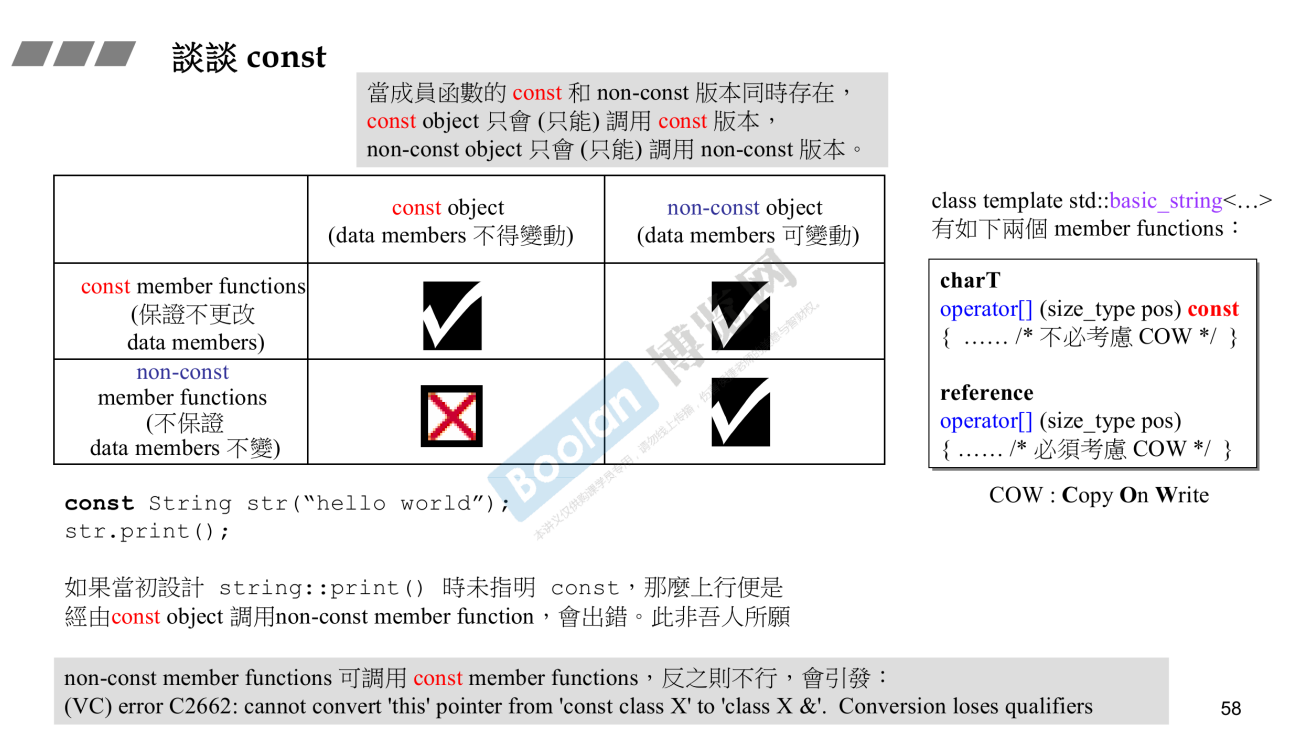 談談 const
當成員函數的 const 和 non-const 版本同時存在，
const object 只會 (只能) 調用 const 版本，
non-const object 只會 (只能) 調用 non-const 版本。
const object
(data members 不得變動)
non-const object
(data members 可變動)
const member functions
(保證不更改
data members)
non-const
member functions
(不保證
data members 不變)
class template std::basic_string<…>
有如下兩個 member functions：
charT
operator[] (size_type pos) const
{ …… /* 不必考慮 COW */ }
reference
operator[] (size_type pos)
{ …… /* 必須考慮 COW */ }
COW : Copy On Write
Boolan 博览网
const String str(“hello world”);
str.print();
如果當初設計 string::print() 時未指明 const，那麼上行便是
經由const object 調用non-const member function，會出錯。此非吾人所願
non-const member functions 可調用 const member functions，反之則不行，會引發：
(VC) error C2662: cannot convert 'this' pointer from 'const class X' to 'class X &'. Conversion loses qualifiers
58